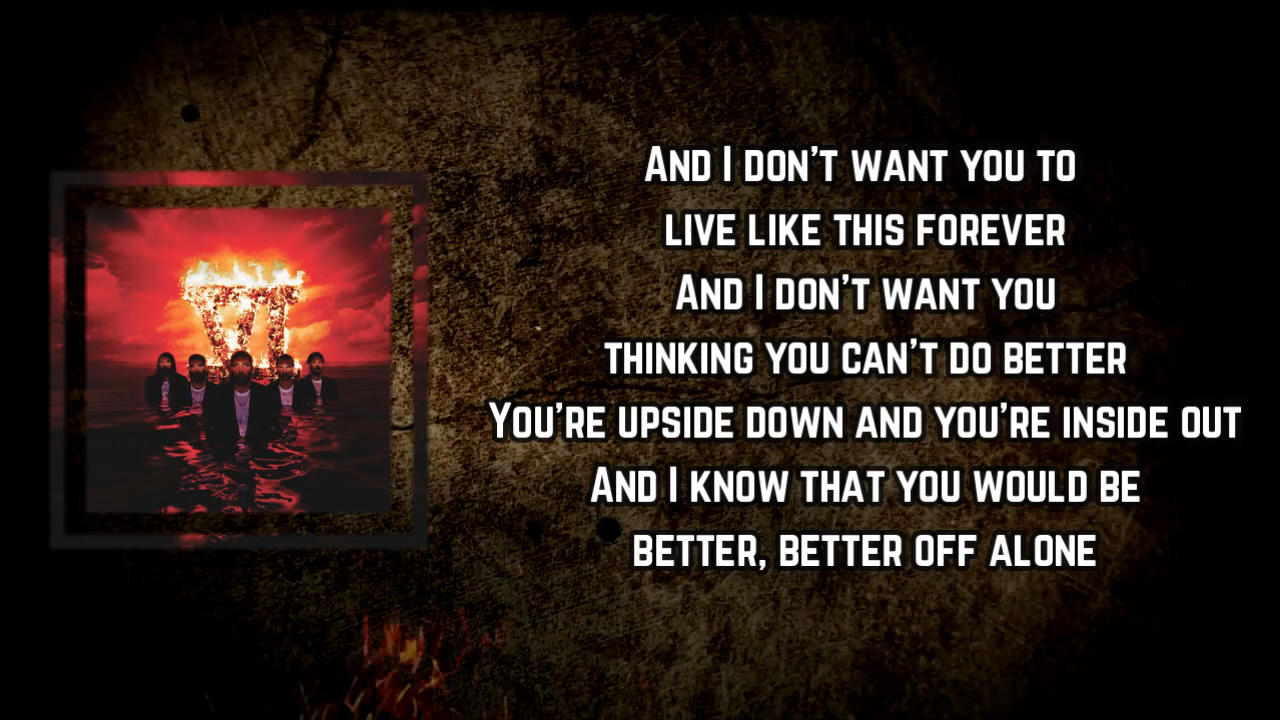 VI
And I don't want you to
live like this forever
And I don't want you
thinking you can't do better
You're upside down and you're inside out
And I know that you would be
better, better off alone